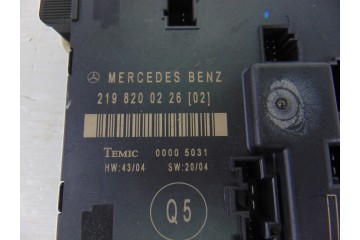 MERCEDES BENZ
219 820 02 26 [02]
TEMIC 0000 5031
HW:43/04 SW:20/04
Q5